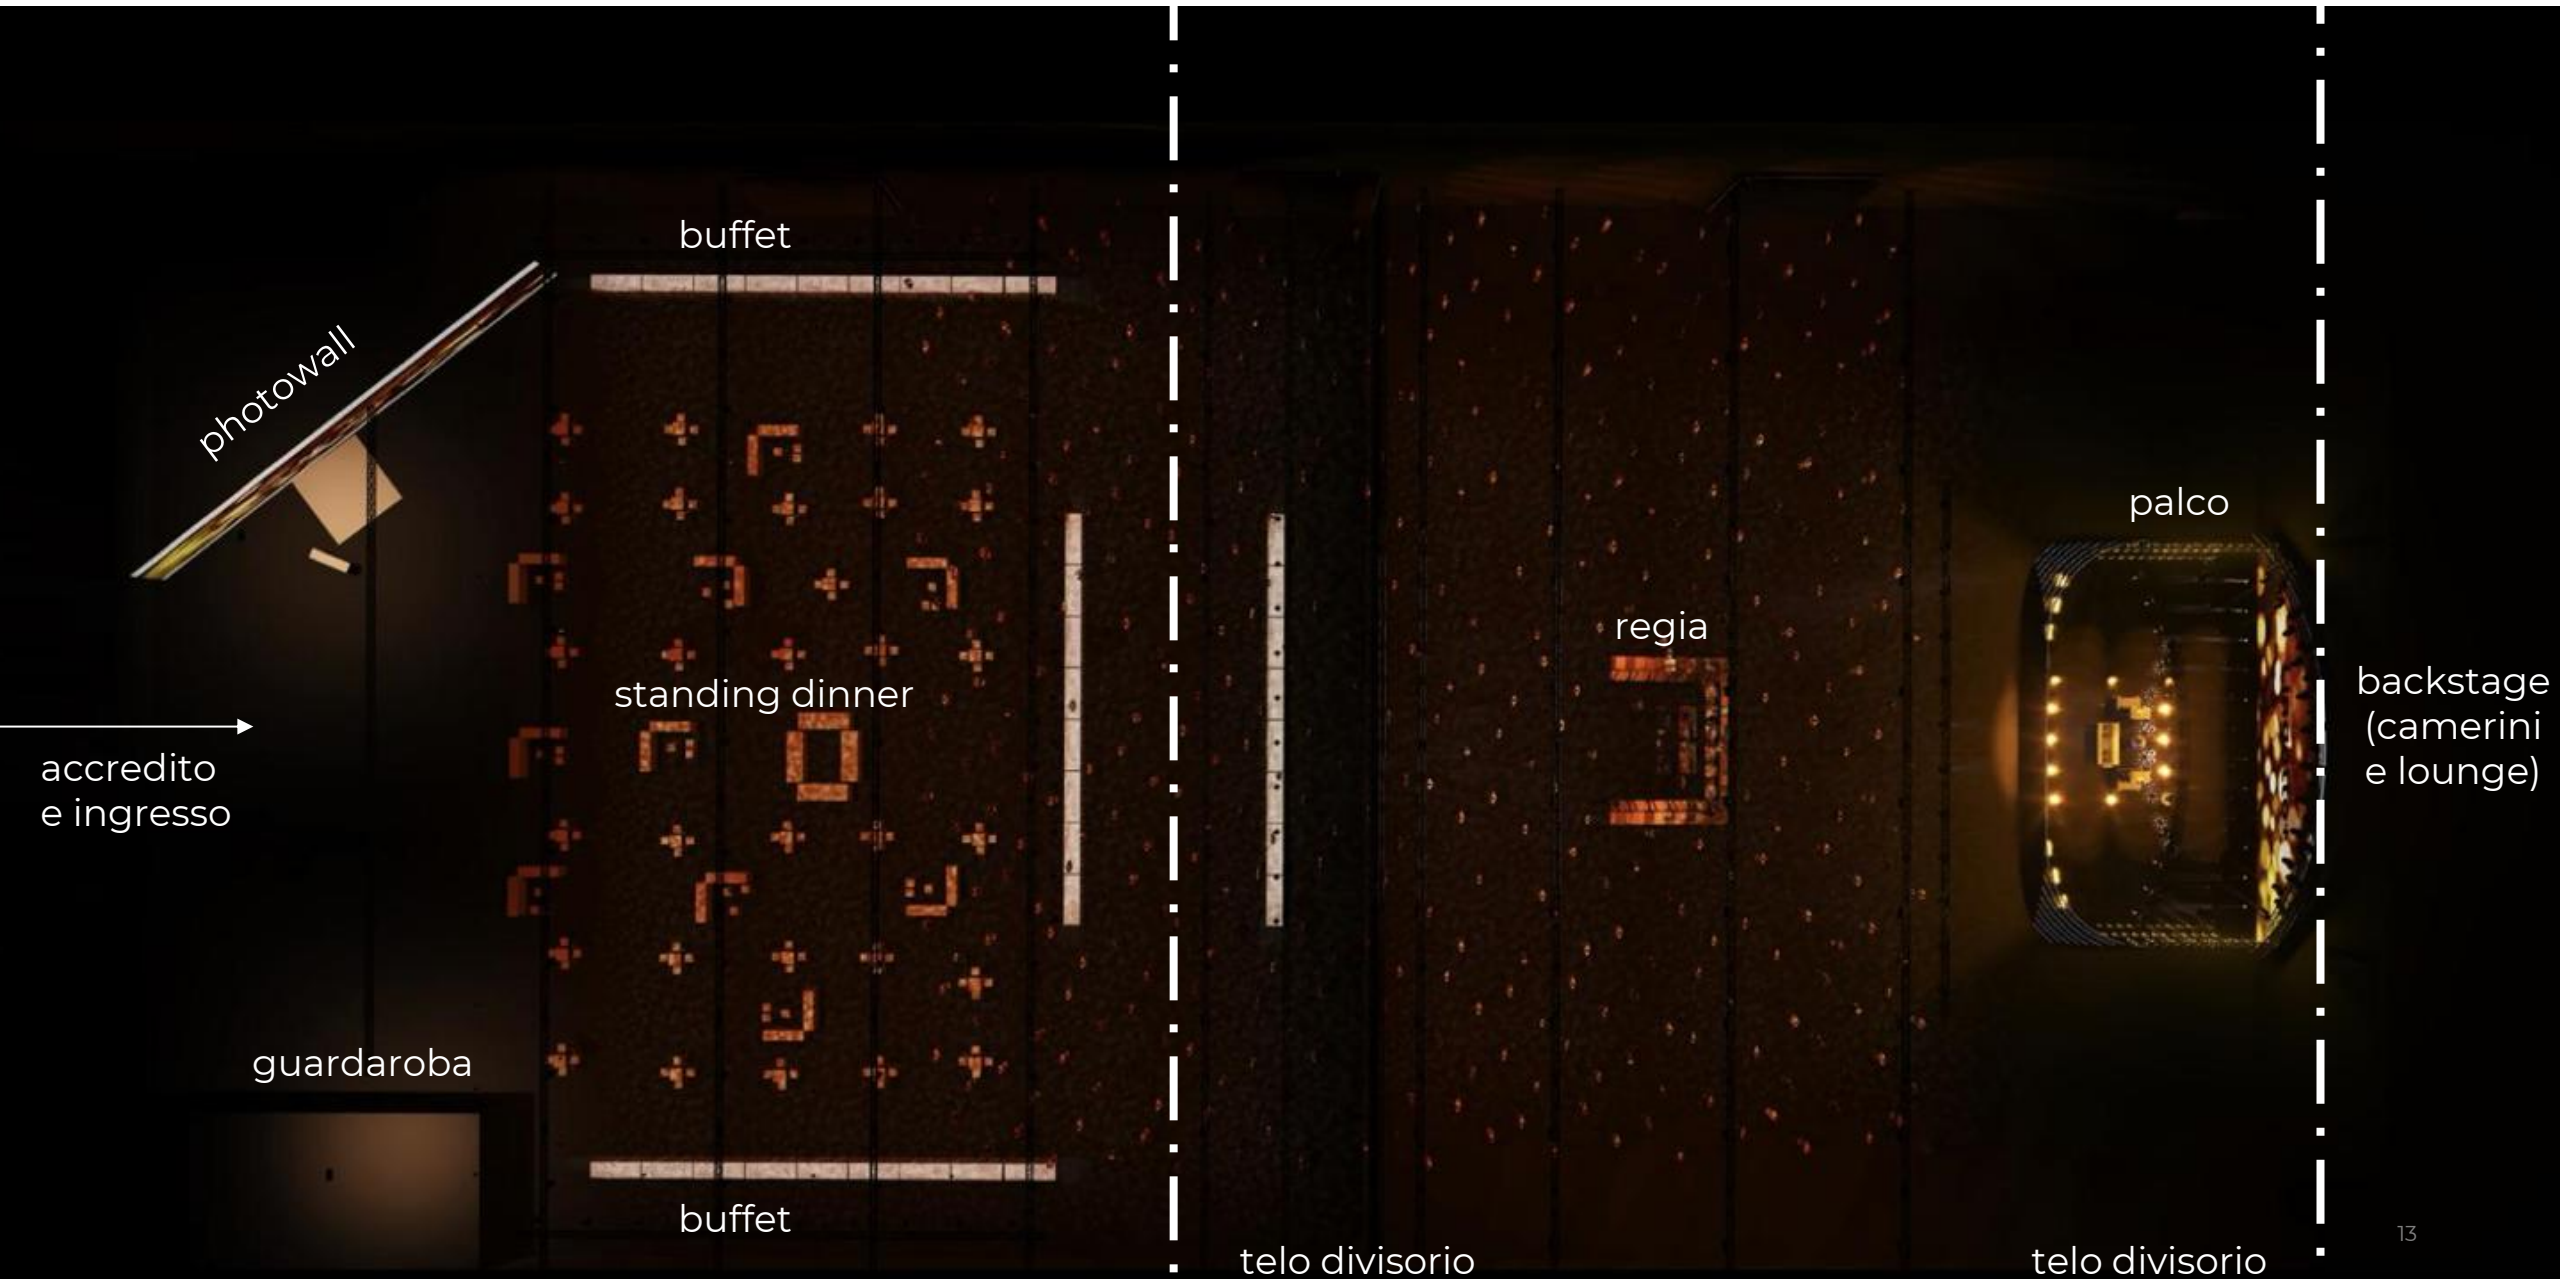 buffet
photowall
palco
regia
standing dinner
backstage
(camerini
e lounge)
accredito
e ingresso
guardaroba
buffet
13
telo divisorio
telo divisorio